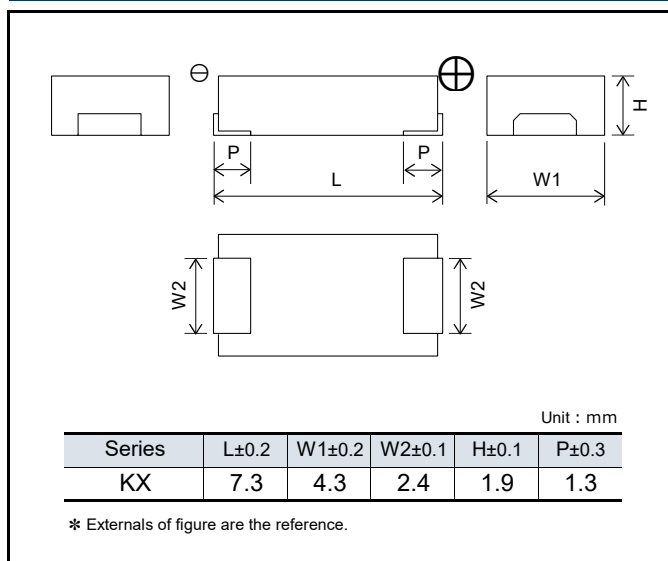 ⊖ ⊕
P P H
L W1
W2 W2
Unit : mm
Series L±0.2 W1±0.2 W2±0.1 H±0.1 P±0.3
KX 7.3 4.3 2.4 1.9 1.3
✻ Externals of figure are the reference.